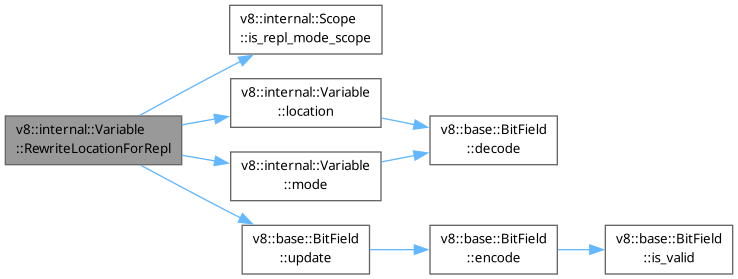 v8::internal::Scope
::is_repl_mode_scope
v8::internal::Variable
::location
v8::internal::Variable
::RewriteLocationForRepl
v8::base::BitField
::decode
v8::internal::Variable
::mode
v8::base::BitField
::update
v8::base::BitField
::encode
v8::base::BitField
::is_valid